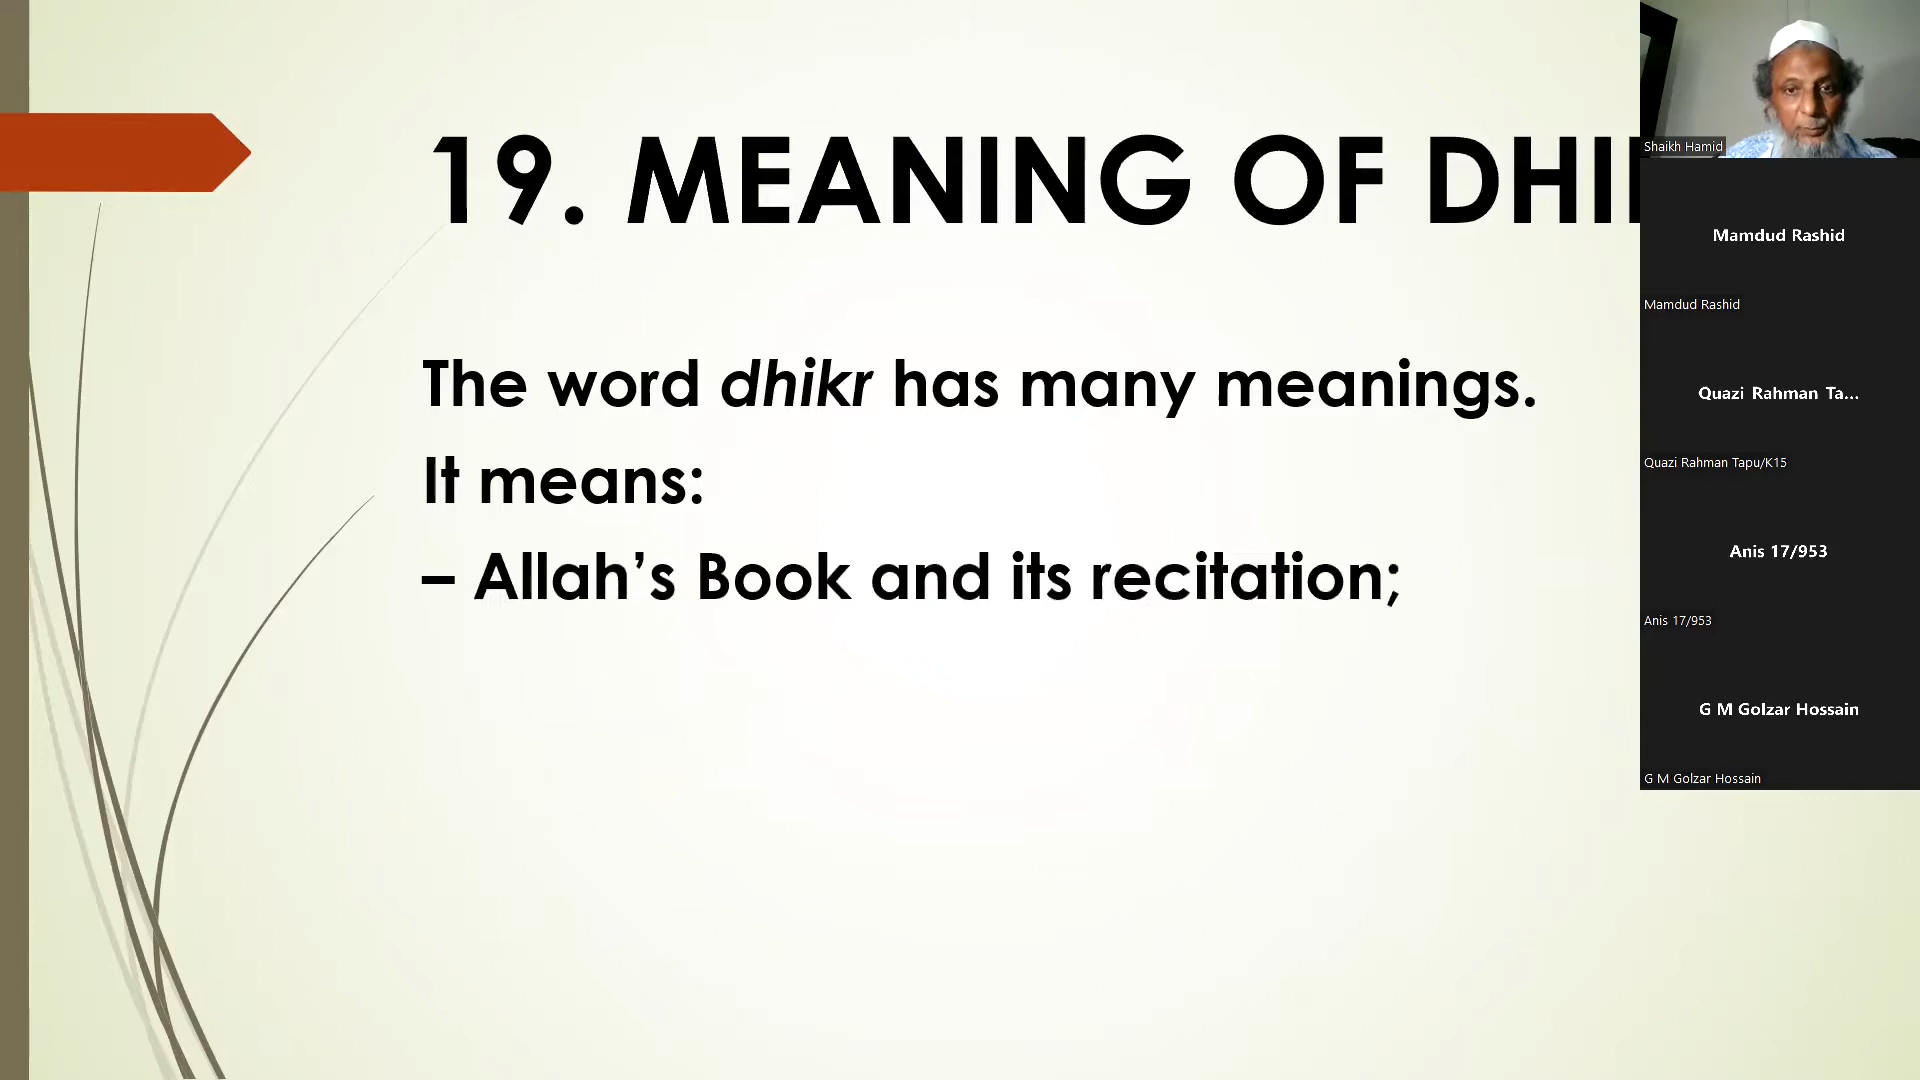 19. MEANING OF
The word dhikr has many meanings.
It means:
– Allah’s Book and its recitation;
Shaikh Hamid
Mamdud Rashid
Mamdud Rashid
Quazi Rahman Ta...
Quazi Rahman Tapu/K15
Anis 17/953
Anis 17/953
G M Golzar Hossain
G M Golzar Hossain